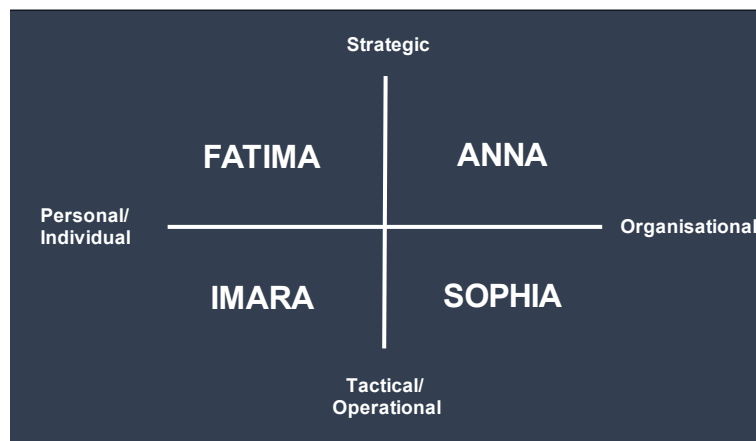 Strategic
FATIMA
ANNA
Personal/
Individual
Organisational
IMARA
SOPHIA
Tactical/
Operational